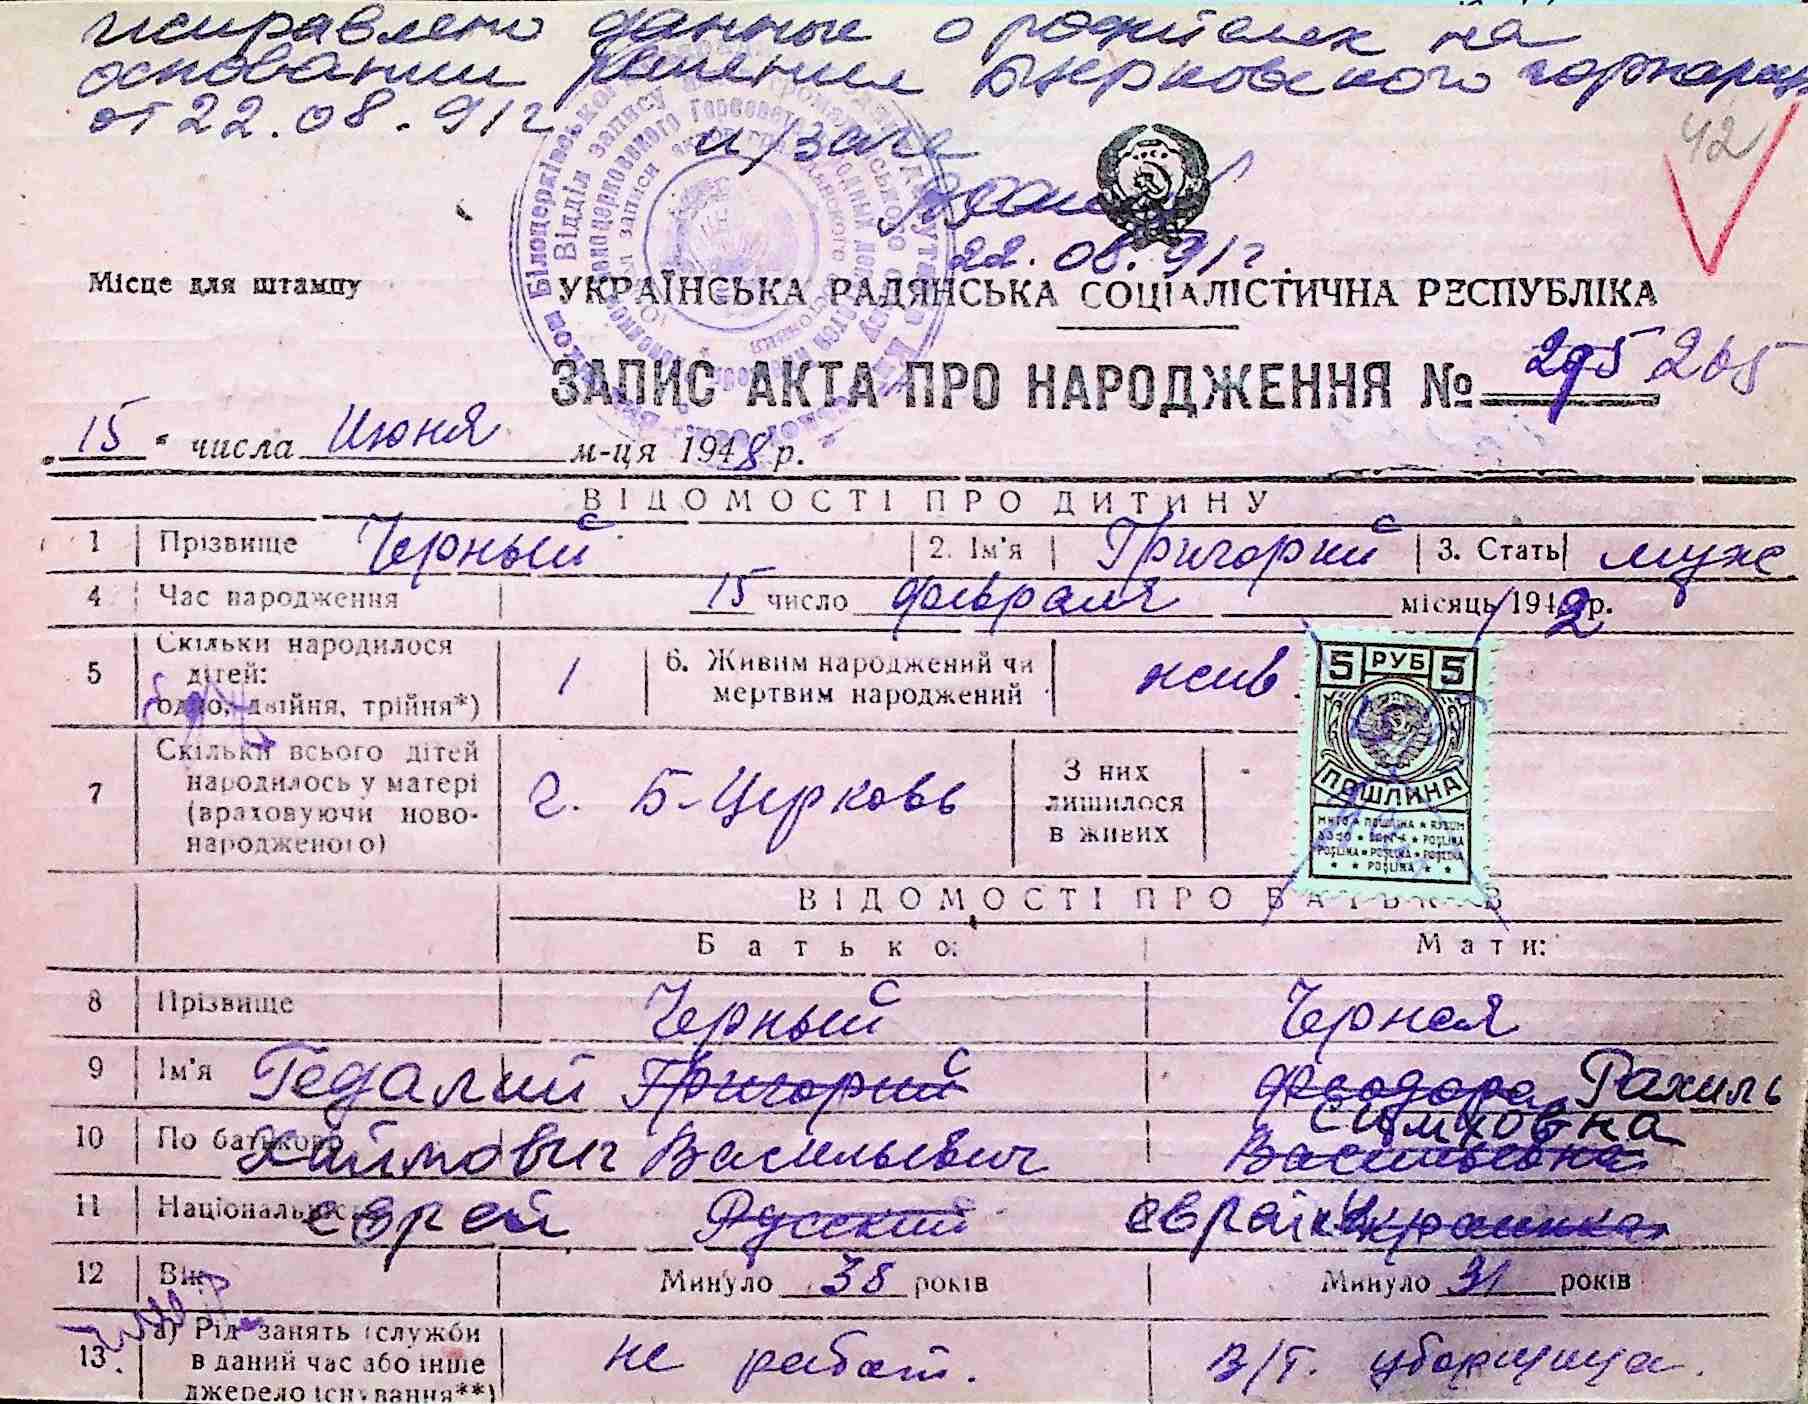 исправлено данные о родителях на
основании решения Б-Церковского горнарсуда
от 22.08.91г
и/заг
42
22.08.91г.
Місце для штампу
УКРАЇНСЬКА РАДЯНСЬКА СОЦІАЛІСТИЧНА РЕСПУБЛІКА
ЗАПИС АКТА ПРО НАРОДЖЕННЯ № 295 265
„15" числа Июня м-ця 1948 р.
ВІДОМОСТІ ПРО ДИТИНУ
1 Прізвище Черный 2. Ім'я Григорий 3. Стать муж
4 Час народження 15 число февраля місяць 1942 р.
5 Скільки народилося дітей: одно, двійня, трійня*) 1 6. Живим народжений чи мертвим народжений жив.
7 Скільки всього дітей народилось у матері (враховуючи ново-народженого) г. Б-Церковь З них лишилося в живих -
5 РУБ 5
ПОШЛИНА
ВІДОМОСТІ ПРО БАТЬКІВ
Батько: Мати:
8 Прізвище Черный Черная
9 Ім'я Гедалий Григорий Феодора Рахиль
10 По батькові Хаймович Васильевич Симховна Васильевна
11 Національність еврей Русский еврейка Украинка
12 Вік Минуло 38 років Минуло 31 років
13. а) Рід занять (служби в даний час або інше джерело існування**) не работ. в/т. уборщица.